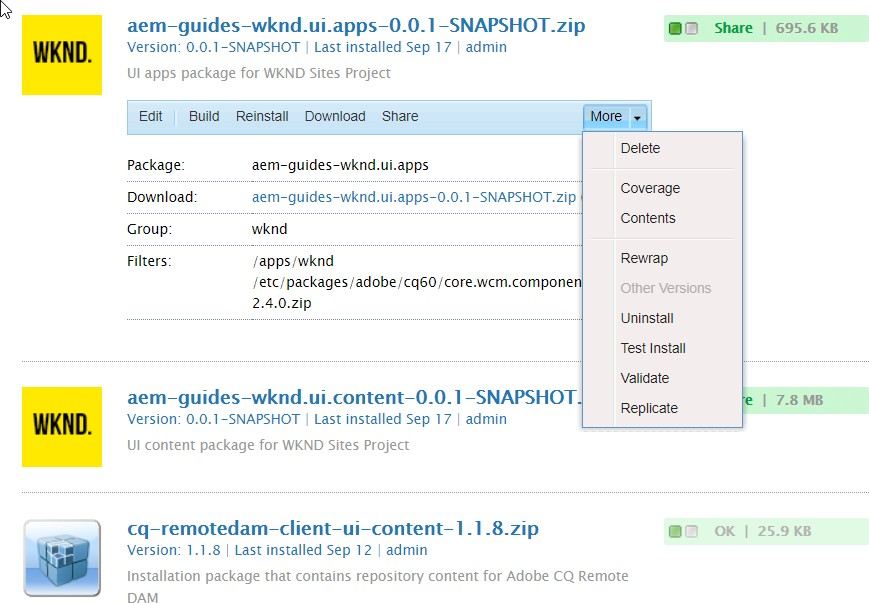 WKND.
aem-guides-wknd.ui.apps-0.0.1-SNAPSHOT.zip
Version: 0.0.1-SNAPSHOT | Last installed Sep 17 | admin
UI apps package for WKND Sites Project
Share | 695.6 KB
Edit Build Reinstall Download Share More
Package: aem-guides-wknd.ui.apps
Download: aem-guides-wknd.ui.apps-0.0.1-SNAPSHOT.zip
Group: wknd
Filters: /apps/wknd
/etc/packages/adobe/cq60/core.wcm.componen
2.4.0.zip
Delete
Coverage
Contents
Rewrap
Other Versions
Uninstall
Test Install
Validate
Replicate
WKND.
aem-guides-wknd.ui.content-0.0.1-SNAPSHOT.
Version: 0.0.1-SNAPSHOT | Last installed Sep 17 | admin
UI content package for WKND Sites Project
re | 7.8 MB
cq-remotedam-client-ui-content-1.1.8.zip
Version: 1.1.8 | Last installed Sep 12 | admin
Installation package that contains repository content for Adobe CQ Remote
DAM
OK | 25.9 KB